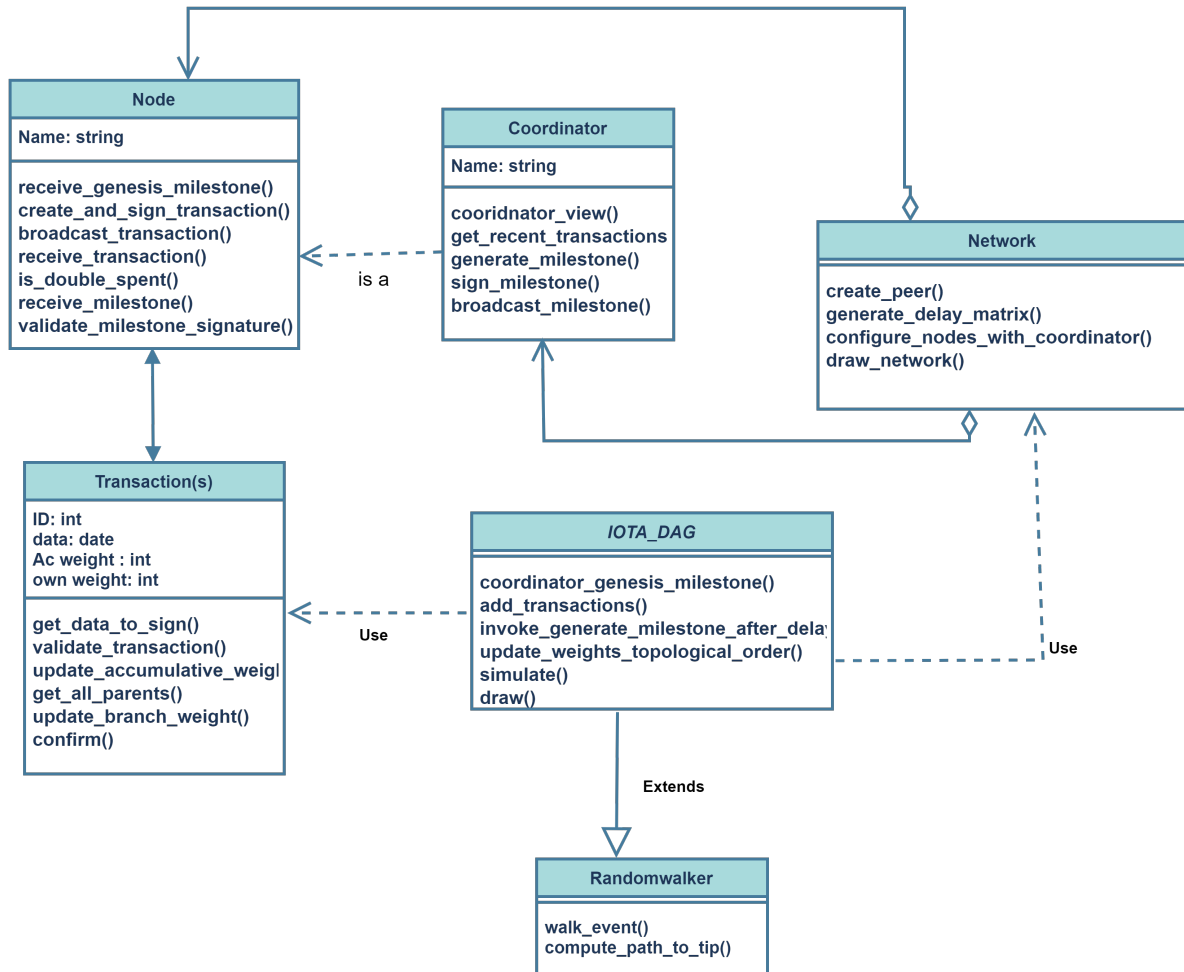 Node
Name: string
receive_genesis_milestone()
create_and_sign_transaction()
broadcast_transaction()
receive_transaction()
is_double_spent()
receive_milestone()
validate_milestone_signature()
Coordinator
Name: string
cooridnator_view()
get_recent_transactions
generate_milestone()
sign_milestone()
broadcast_milestone()
is a
Network
create_peer()
generate_delay_matrix()
configure_nodes_with_coordinator()
draw_network()
Transaction(s)
ID: int
data: date
Ac weight : int
own weight: int
get_data_to_sign()
validate_transaction()
update_accumulative_weigl
get_all_parents()
update_branch_weight()
confirm()
Use
IOTA_DAG
coordinator_genesis_milestone()
add_transactions()
invoke_generate_milestone_after_delay
update_weights_topological_order()
simulate()
draw()
Use
Extends
Randomwalker
walk_event()
compute_path_to_tip()